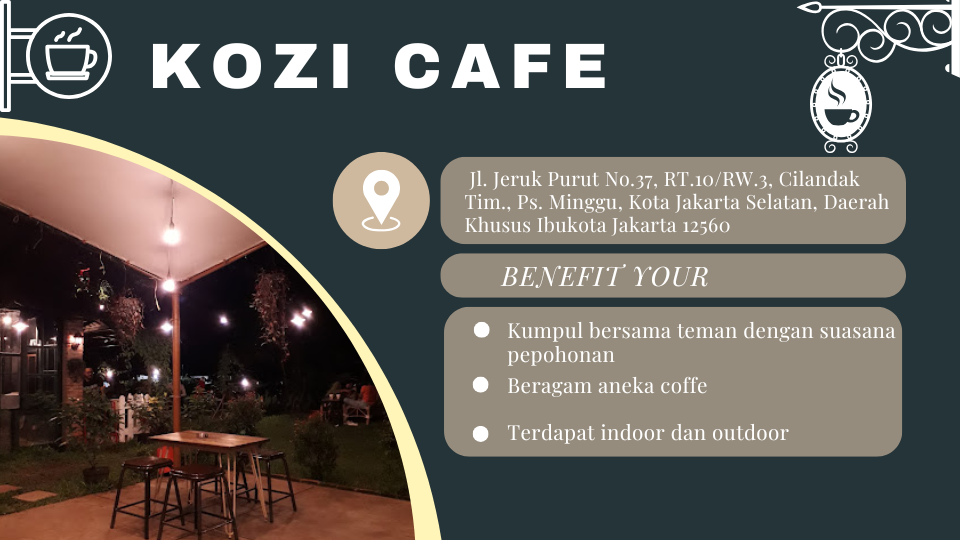 KOZI CAFE
Jl. Jeruk Purut No.37, RT.10/RW.3, Cilandak
Tim., Ps. Minggu, Kota Jakarta Selatan, Daerah
Khusus Ibukota Jakarta 12560
BENEFIT YOUR
Kumpul bersama teman dengan suasana
pepohonan
Beragam aneka coffe
Terdapat indoor dan outdoor